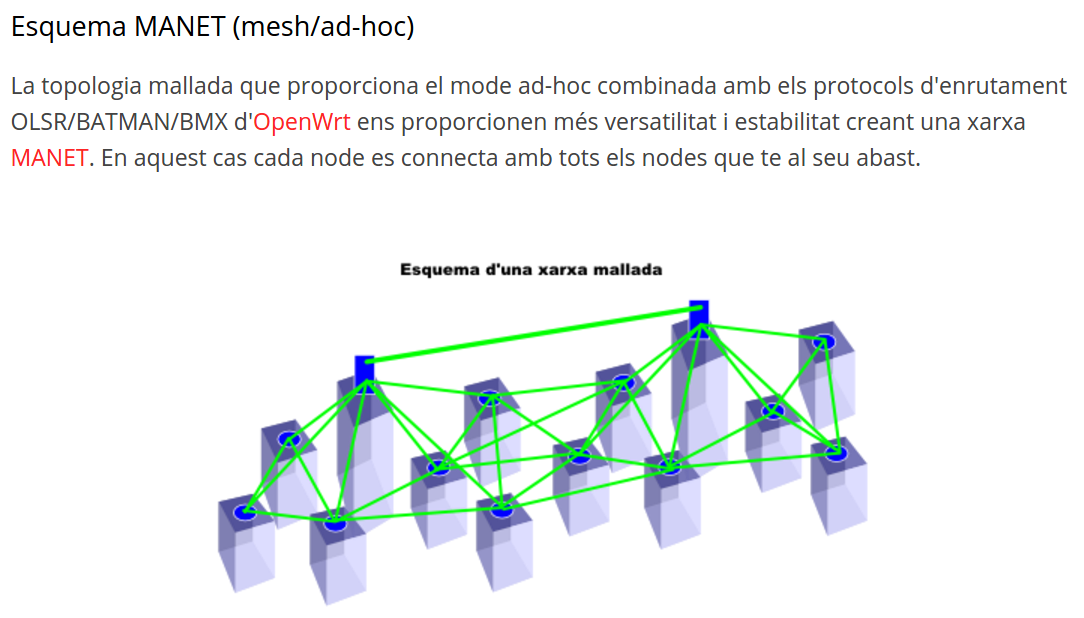 Esquema MANET (mesh/ad-hoc)
La topologia mallada que proporciona el mode ad-hoc combinada amb els protocols d'enrutament
OLSR/BATMAN/BMX d'OpenWrt ens proporcionen més versatilitat i estabilitat creant una xarxa
MANET. En aquest cas cada node es connecta amb tots els nodes que te al seu abast.
Esquema d'una xarxa mallada